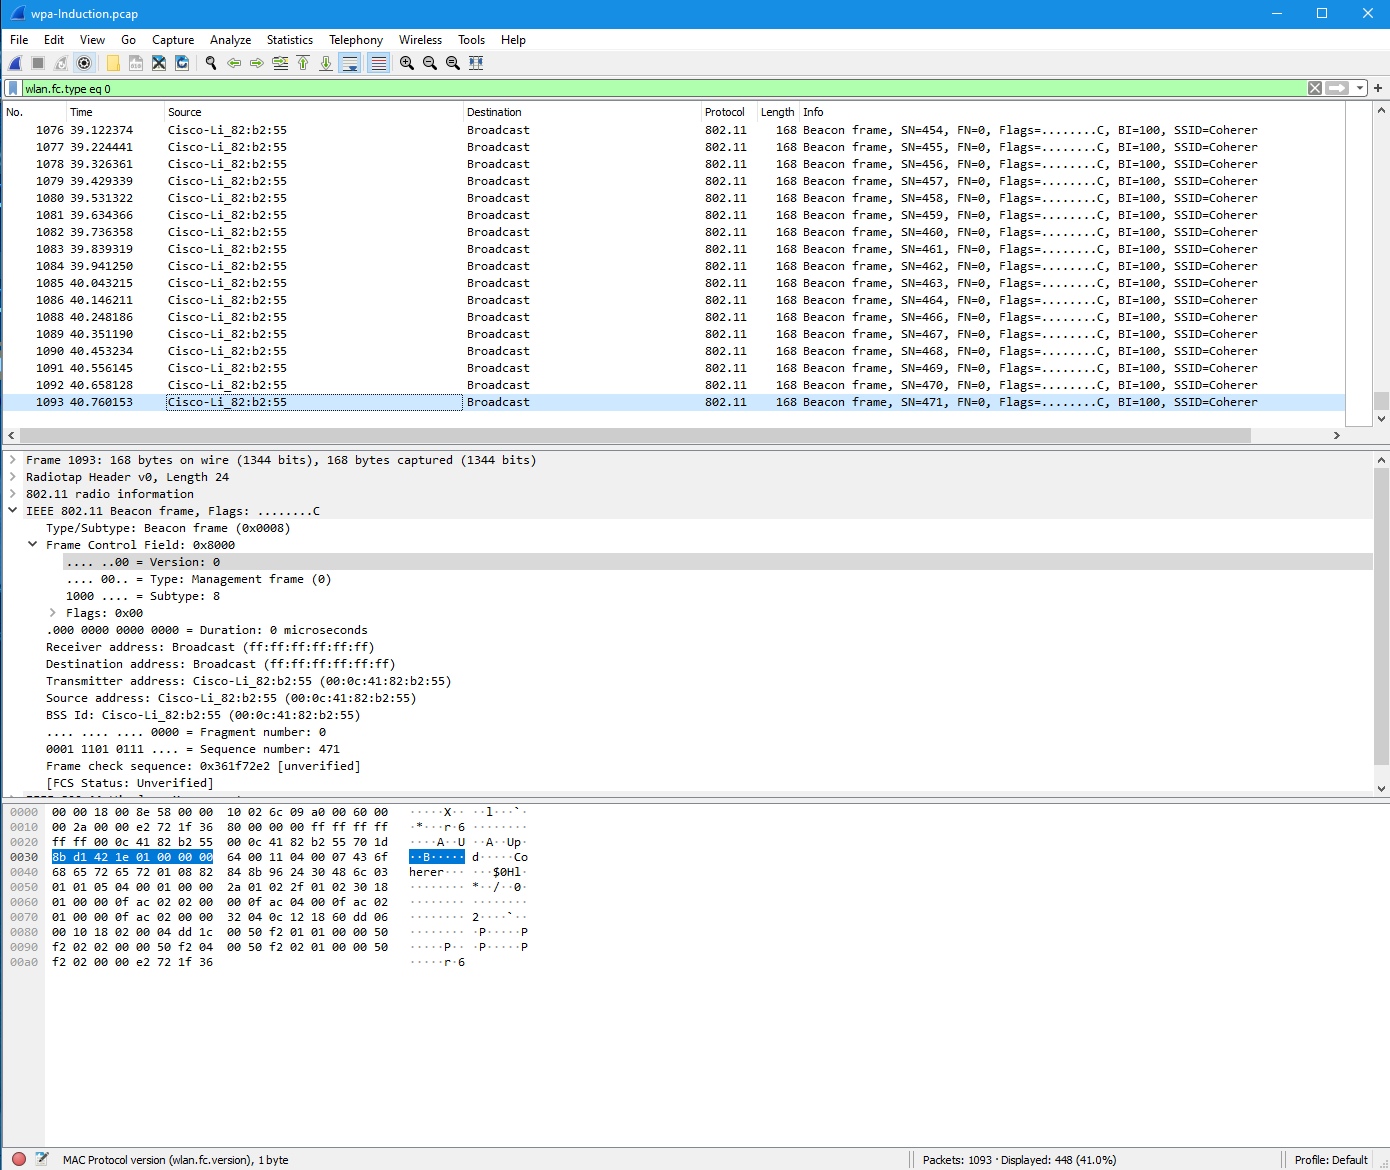 wpa-Induction.pcap
File Edit View Go Capture Analyze Statistics Telephony Wireless Tools Help
wlan.fc.type eq 0
No. Time Source Destination Protocol Length Info
1076 39.122374 Cisco-Li_82:b2:55 Broadcast 802.11 168 Beacon frame, SN=454, FN=0, Flags=........C, BI=100, SSID=Coherer
1077 39.224441 Cisco-Li_82:b2:55 Broadcast 802.11 168 Beacon frame, SN=455, FN=0, Flags=........C, BI=100, SSID=Coherer
1078 39.326361 Cisco-Li_82:b2:55 Broadcast 802.11 168 Beacon frame, SN=456, FN=0, Flags=........C, BI=100, SSID=Coherer
1079 39.429339 Cisco-Li_82:b2:55 Broadcast 802.11 168 Beacon frame, SN=457, FN=0, Flags=........C, BI=100, SSID=Coherer
1080 39.531322 Cisco-Li_82:b2:55 Broadcast 802.11 168 Beacon frame, SN=458, FN=0, Flags=........C, BI=100, SSID=Coherer
1081 39.634366 Cisco-Li_82:b2:55 Broadcast 802.11 168 Beacon frame, SN=459, FN=0, Flags=........C, BI=100, SSID=Coherer
1082 39.736358 Cisco-Li_82:b2:55 Broadcast 802.11 168 Beacon frame, SN=460, FN=0, Flags=........C, BI=100, SSID=Coherer
1083 39.839319 Cisco-Li_82:b2:55 Broadcast 802.11 168 Beacon frame, SN=461, FN=0, Flags=........C, BI=100, SSID=Coherer
1084 39.941250 Cisco-Li_82:b2:55 Broadcast 802.11 168 Beacon frame, SN=462, FN=0, Flags=........C, BI=100, SSID=Coherer
1085 40.043215 Cisco-Li_82:b2:55 Broadcast 802.11 168 Beacon frame, SN=463, FN=0, Flags=........C, BI=100, SSID=Coherer
1086 40.146211 Cisco-Li_82:b2:55 Broadcast 802.11 168 Beacon frame, SN=464, FN=0, Flags=........C, BI=100, SSID=Coherer
1088 40.248186 Cisco-Li_82:b2:55 Broadcast 802.11 168 Beacon frame, SN=466, FN=0, Flags=........C, BI=100, SSID=Coherer
1089 40.351190 Cisco-Li_82:b2:55 Broadcast 802.11 168 Beacon frame, SN=467, FN=0, Flags=........C, BI=100, SSID=Coherer
1090 40.453234 Cisco-Li_82:b2:55 Broadcast 802.11 168 Beacon frame, SN=468, FN=0, Flags=........C, BI=100, SSID=Coherer
1091 40.556145 Cisco-Li_82:b2:55 Broadcast 802.11 168 Beacon frame, SN=469, FN=0, Flags=........C, BI=100, SSID=Coherer
1092 40.658128 Cisco-Li_82:b2:55 Broadcast 802.11 168 Beacon frame, SN=470, FN=0, Flags=........C, BI=100, SSID=Coherer
1093 40.760153 Cisco-Li_82:b2:55 Broadcast 802.11 168 Beacon frame, SN=471, FN=0, Flags=........C, BI=100, SSID=Coherer
Frame 1093: 168 bytes on wire (1344 bits), 168 bytes captured (1344 bits)
Radiotap Header v0, Length 24
802.11 radio information
IEEE 802.11 Beacon frame, Flags: ........C
Type/Subtype: Beacon frame (0x0008)
Frame Control Field: 0x8000
.... ..00 = Version: 0
.... 00.. = Type: Management frame (0)
1000 .... = Subtype: 8
Flags: 0x00
.000 0000 0000 0000 = Duration: 0 microseconds
Receiver address: Broadcast (ff:ff:ff:ff:ff:ff)
Destination address: Broadcast (ff:ff:ff:ff:ff:ff)
Transmitter address: Cisco-Li_82:b2:55 (00:0c:41:82:b2:55)
Source address: Cisco-Li_82:b2:55 (00:0c:41:82:b2:55)
BSS Id: Cisco-Li_82:b2:55 (00:0c:41:82:b2:55)
.... .... .... 0000 = Fragment number: 0
0001 1101 0111 .... = Sequence number: 471
Frame check sequence: 0x361f72e2 [unverified]
[FCS Status: Unverified]
0000 00 00 18 00 8e 58 00 00 10 02 6c 09 a0 00 60 00 ·····X·· ··l···`·
0010 00 2a 00 00 e2 72 1f 36 80 00 00 00 ff ff ff ff ·*···r·6 ········
0020 ff ff 00 0c 41 82 b2 55 00 0c 41 82 b2 55 70 1d ····A··U ··A··Up·
0030 8b d1 42 1e 01 00 00 00 64 00 11 04 00 07 43 6f ··B····· d·····Co
0040 68 65 72 65 72 01 08 82 84 8b 96 24 30 48 6c 03 herer··· ···$0Hl·
0050 01 01 05 04 00 01 00 00 2a 01 02 2f 01 02 30 18 ········ *··/··0·
0060 01 00 00 0f ac 02 02 00 00 0f ac 04 00 0f ac 02 ········ ········
0070 01 00 00 0f ac 02 00 00 32 04 0c 12 18 60 dd 06 ········ 2····`··
0080 00 10 18 02 00 04 dd 1c 00 50 f2 01 01 00 00 50 ········ ·P·····P
0090 f2 02 02 00 00 50 f2 04 00 50 f2 02 01 00 00 50 ·····P·· ·P·····P
00a0 f2 02 00 00 e2 72 1f 36 ·····r·6
MAC Protocol version (wlan.fc.version), 1 byte Packets: 1093 · Displayed: 448 (41.0%) Profile: Default